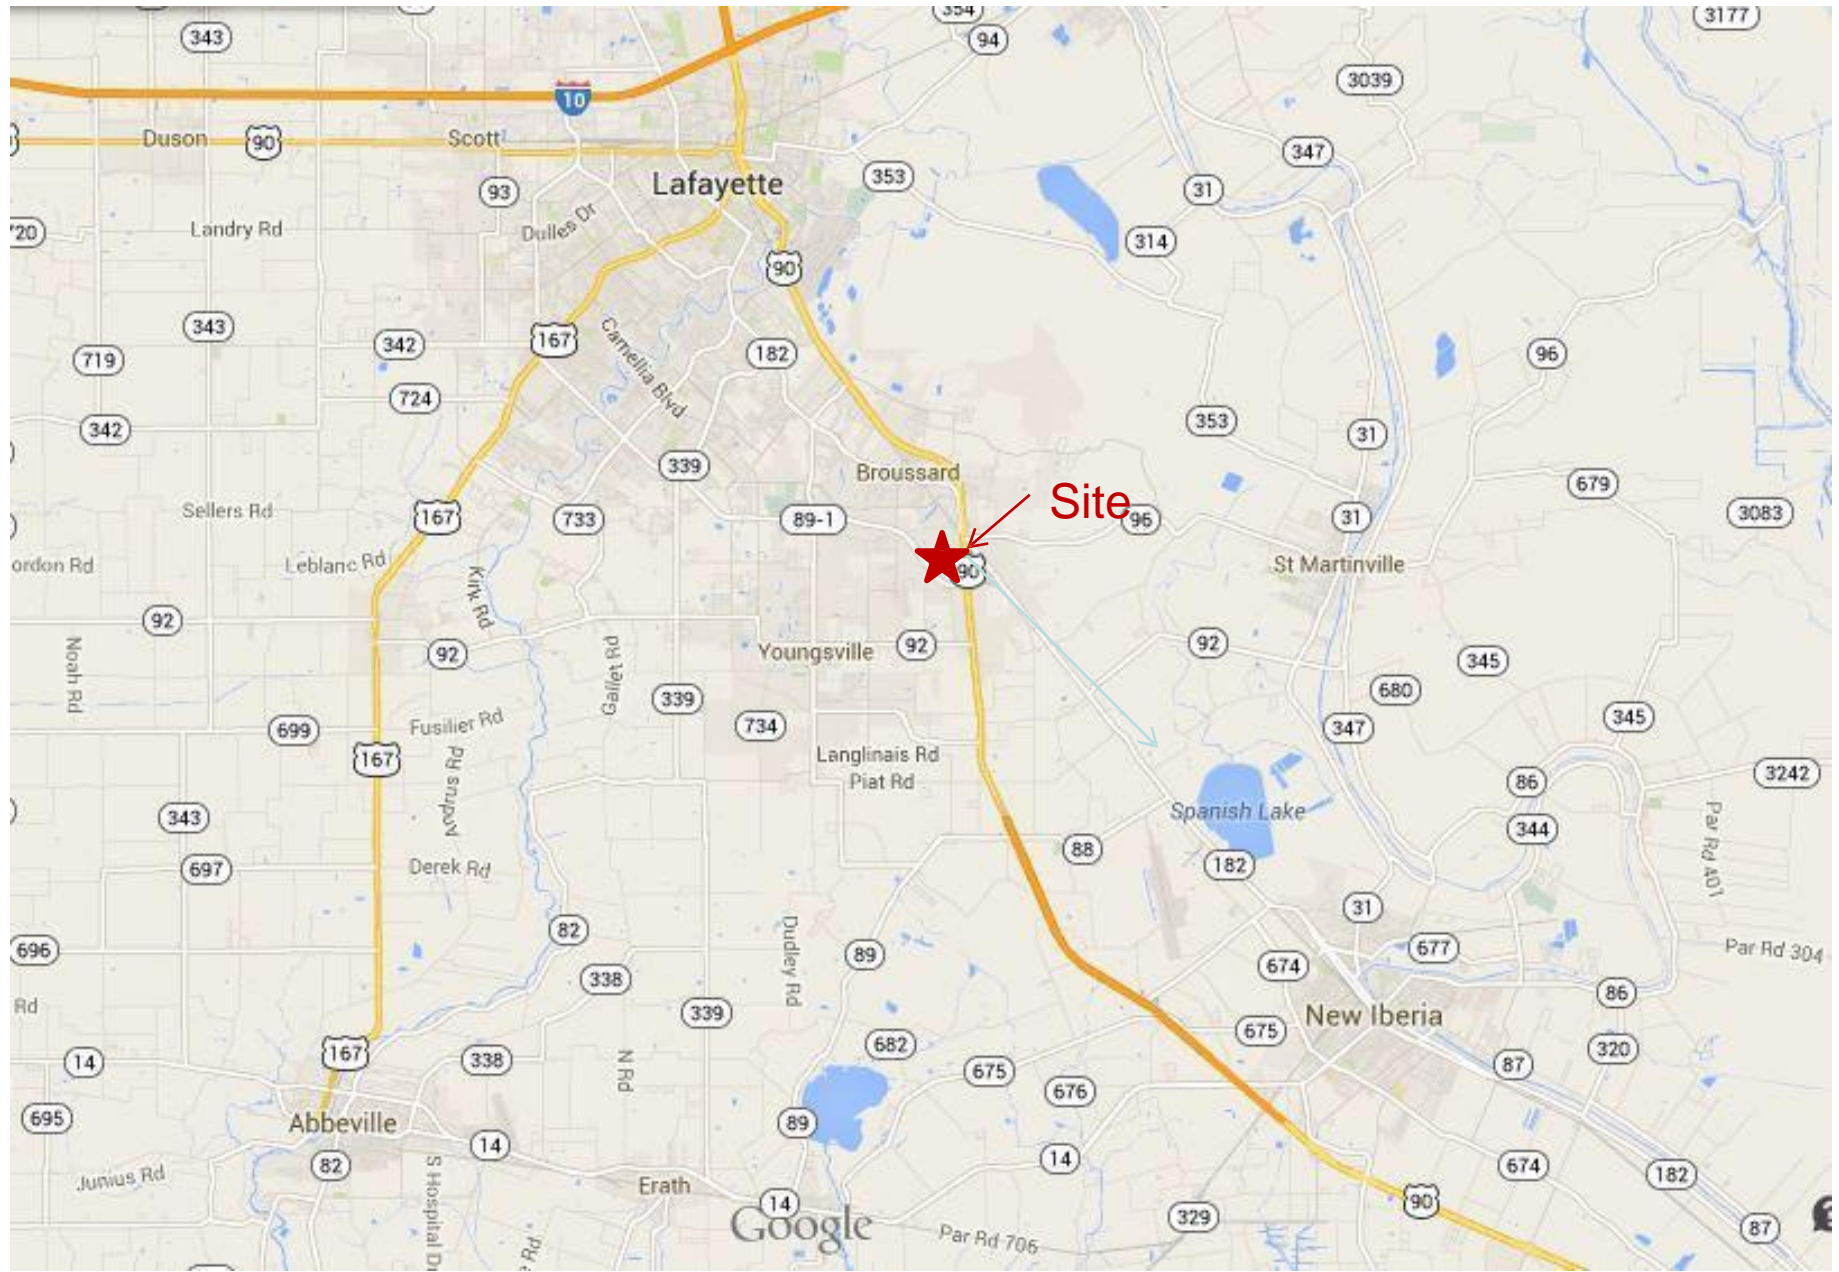 354
3177
343
94
3039
10
Duson
90
Scott
347
93
Lafayette
353
31
Landry Rd
Dulles Dr
314
90
343
342
167
182
719
96
Camellia Blvd
724
353
342
31
339
Broussard
679
Sellers Rd
167
733
89-1
Site
96
31
3083
Leblanc Rd
90
St Martinville
ordon Rd
Kirk Rd
92
92
Youngsville
92
92
345
Noah Rd
Gallet Rd
680
339
699
Fusilier Rd
734
347
345
167
Langlinais Rd
Piat Rd
86
3242
Andrus Rd
343
Spanish Lake
344
Par Rd 401
697
Derek Rd
88
182
31
82
696
Dudley Rd
89
677
Par Rd 304
338
674
86
Rd
339
New Iberia
675
682
320
14
167
338
N Rd
675
676
87
695
Abbeville
89
14
82
14
674
Junius Rd
S Hospital Dr
Erath
182
14
Google
329
90
87
Par Rd 706
e Rd